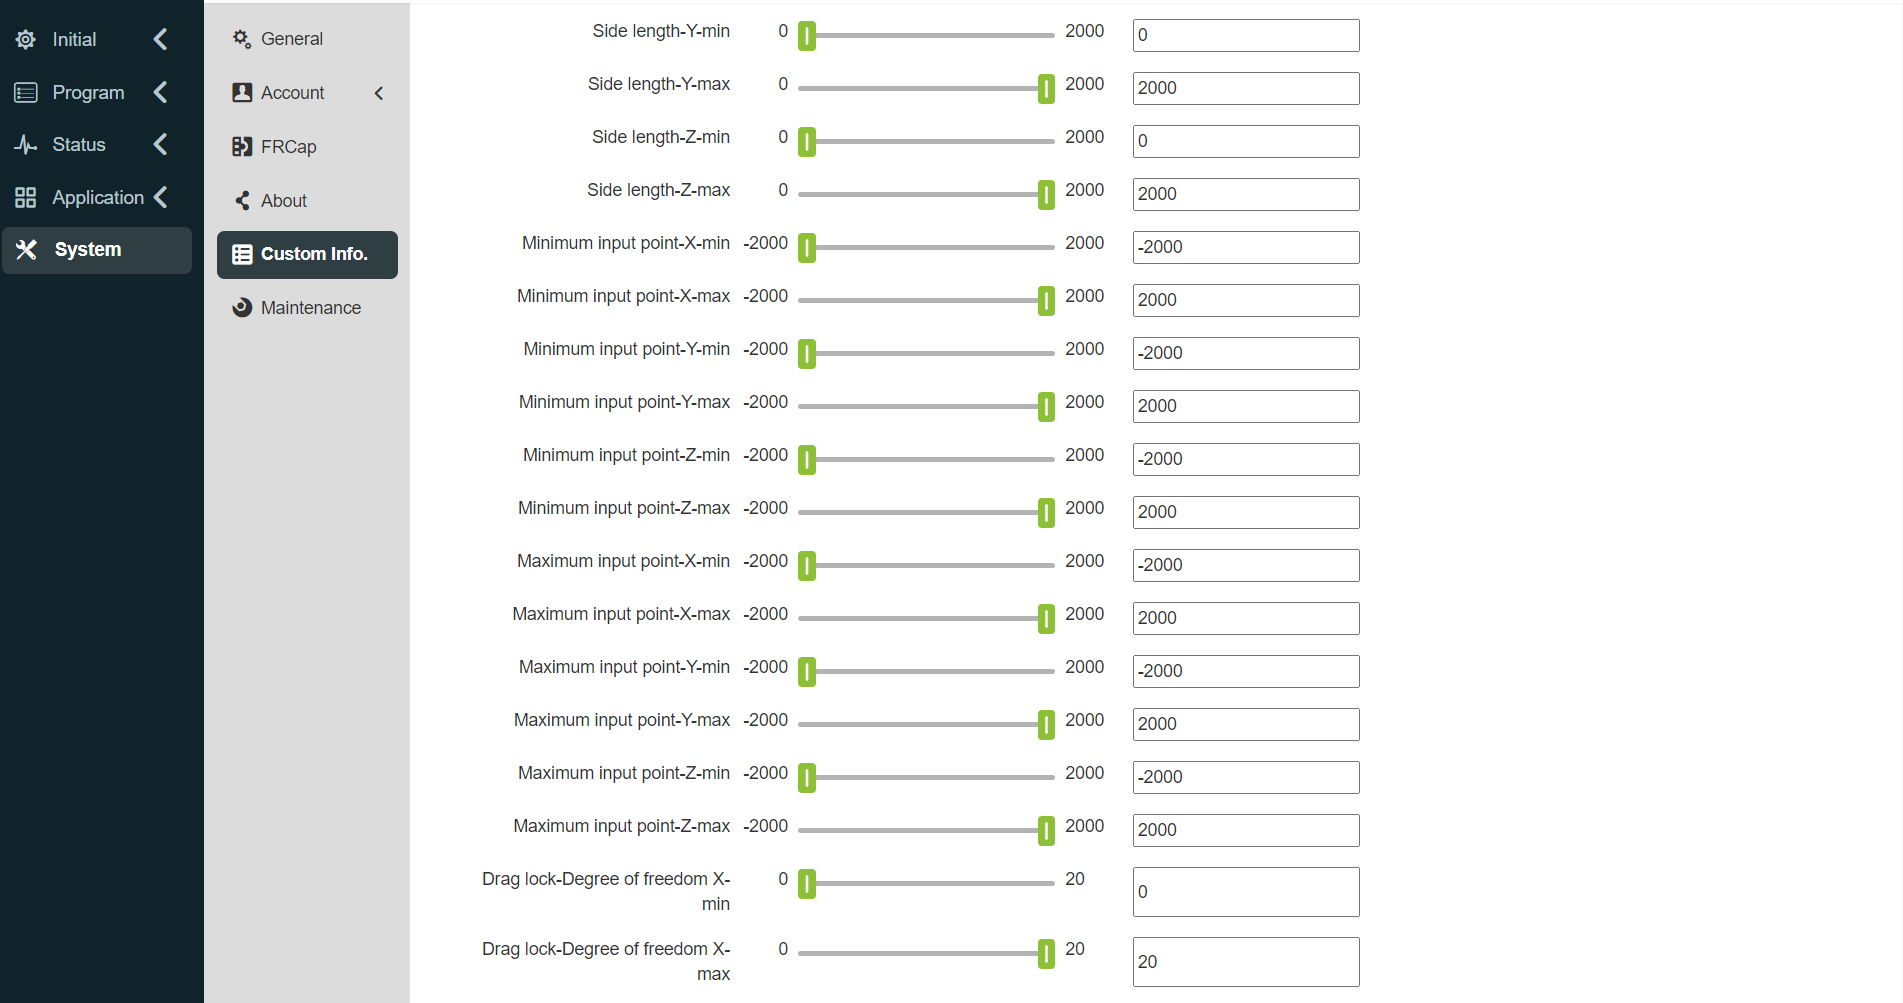 Initial
Program
Status
Application
System
General
Account
FRCap
About
Custom Info.
Maintenance
Side length-Y-min 0 2000 0
Side length-Y-max 0 2000 2000
Side length-Z-min 0 2000 0
Side length-Z-max 0 2000 2000
Minimum input point-X-min -2000 2000 -2000
Minimum input point-X-max -2000 2000 2000
Minimum input point-Y-min -2000 2000 -2000
Minimum input point-Y-max -2000 2000 2000
Minimum input point-Z-min -2000 2000 -2000
Minimum input point-Z-max -2000 2000 2000
Maximum input point-X-min -2000 2000 -2000
Maximum input point-X-max -2000 2000 2000
Maximum input point-Y-min -2000 2000 -2000
Maximum input point-Y-max -2000 2000 2000
Maximum input point-Z-min -2000 2000 -2000
Maximum input point-Z-max -2000 2000 2000
Drag lock-Degree of freedom X- 0 20 0
min
Drag lock-Degree of freedom X- 0 20 20
max